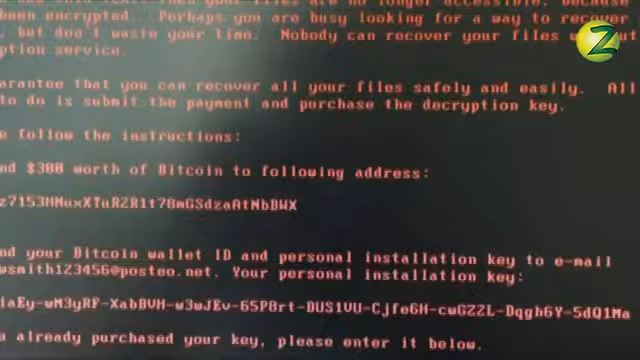 been encrypted. Perhaps you are busy looking for a way to recover
but don't waste your time. Nobody can recover your files
ption service.
arantee that you can recover all your files safely and easily. All
to do is submit the payment and purchase the decryption key.
e follow the instructions:
nd $300 worth of Bitcoin to following address:
z7153HMuxXTuR2R1t78mGSdzaAtNbBWX
nd your Bitcoin wallet ID and personal installation key to e-mail
wsmith123456@posteo.net. Your personal installation key:
u already purchased your key, please enter it below.
Z